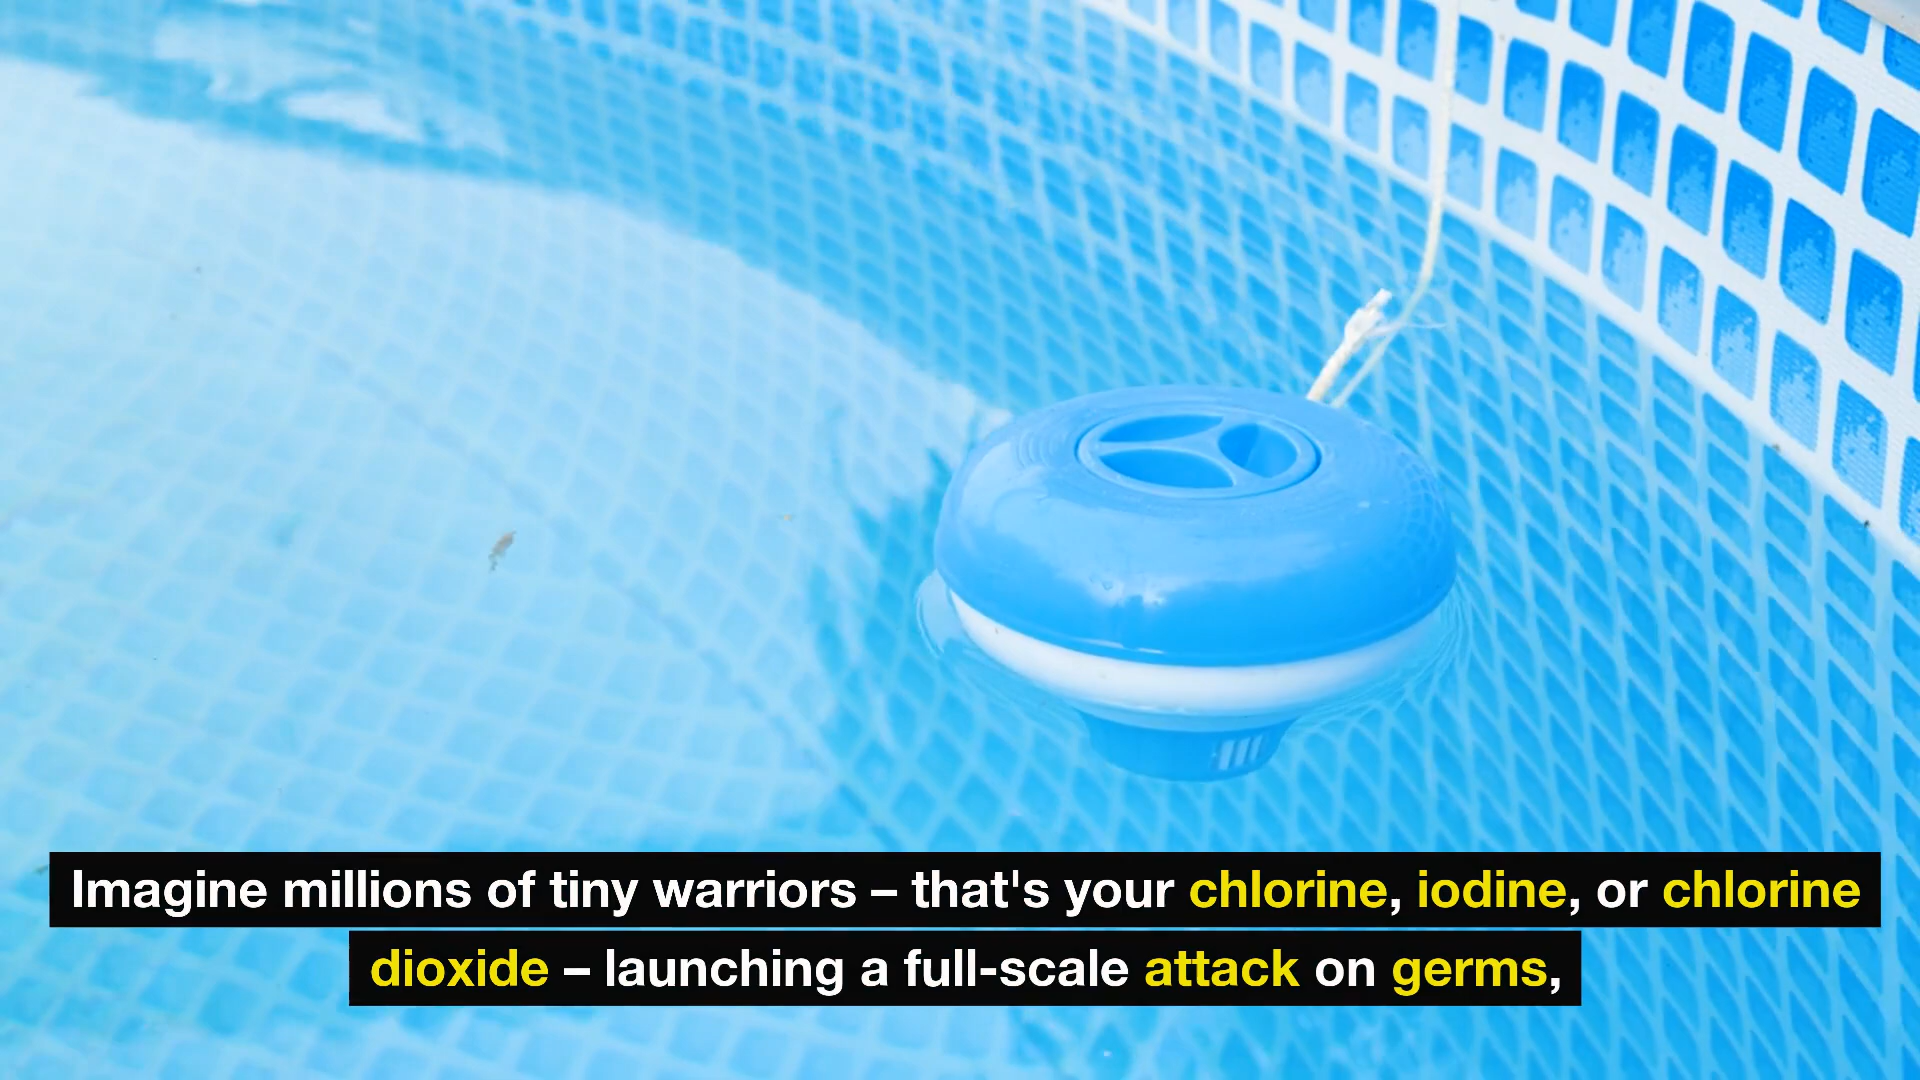 Imagine millions of tiny warriors – that's your chlorine, iodine, or chlorine
dioxide – launching a full-scale attack on germs,